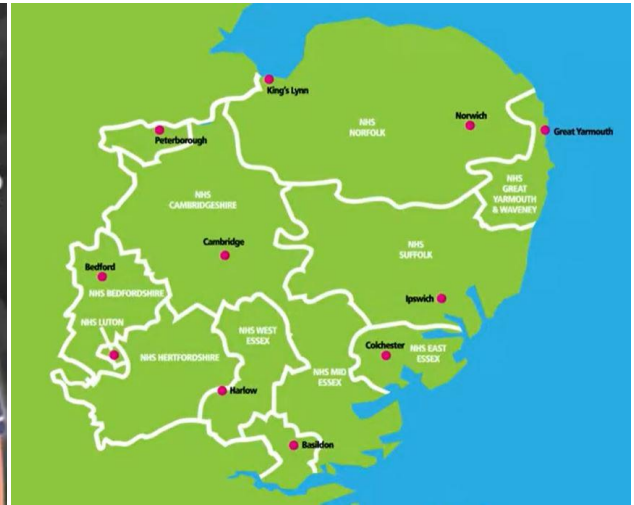 King's Lynn
NHS
NORFOLK
Norwich
Great Yarmouth
Peterborough
NHS
GREAT
YARMOUTH
& WAVENEY
NHS
CAMBRIDGESHIRE
Cambridge
NHS
SUFFOLK
Bedford
NHS BEDFORDSHIRE
Ipswich
NHS LUTON
NHS HERTFORDSHIRE
NHS WEST
ESSEX
Colchester
NHS EAST
ESSEX
NHS MID
ESSEX
Harlow
Basildon